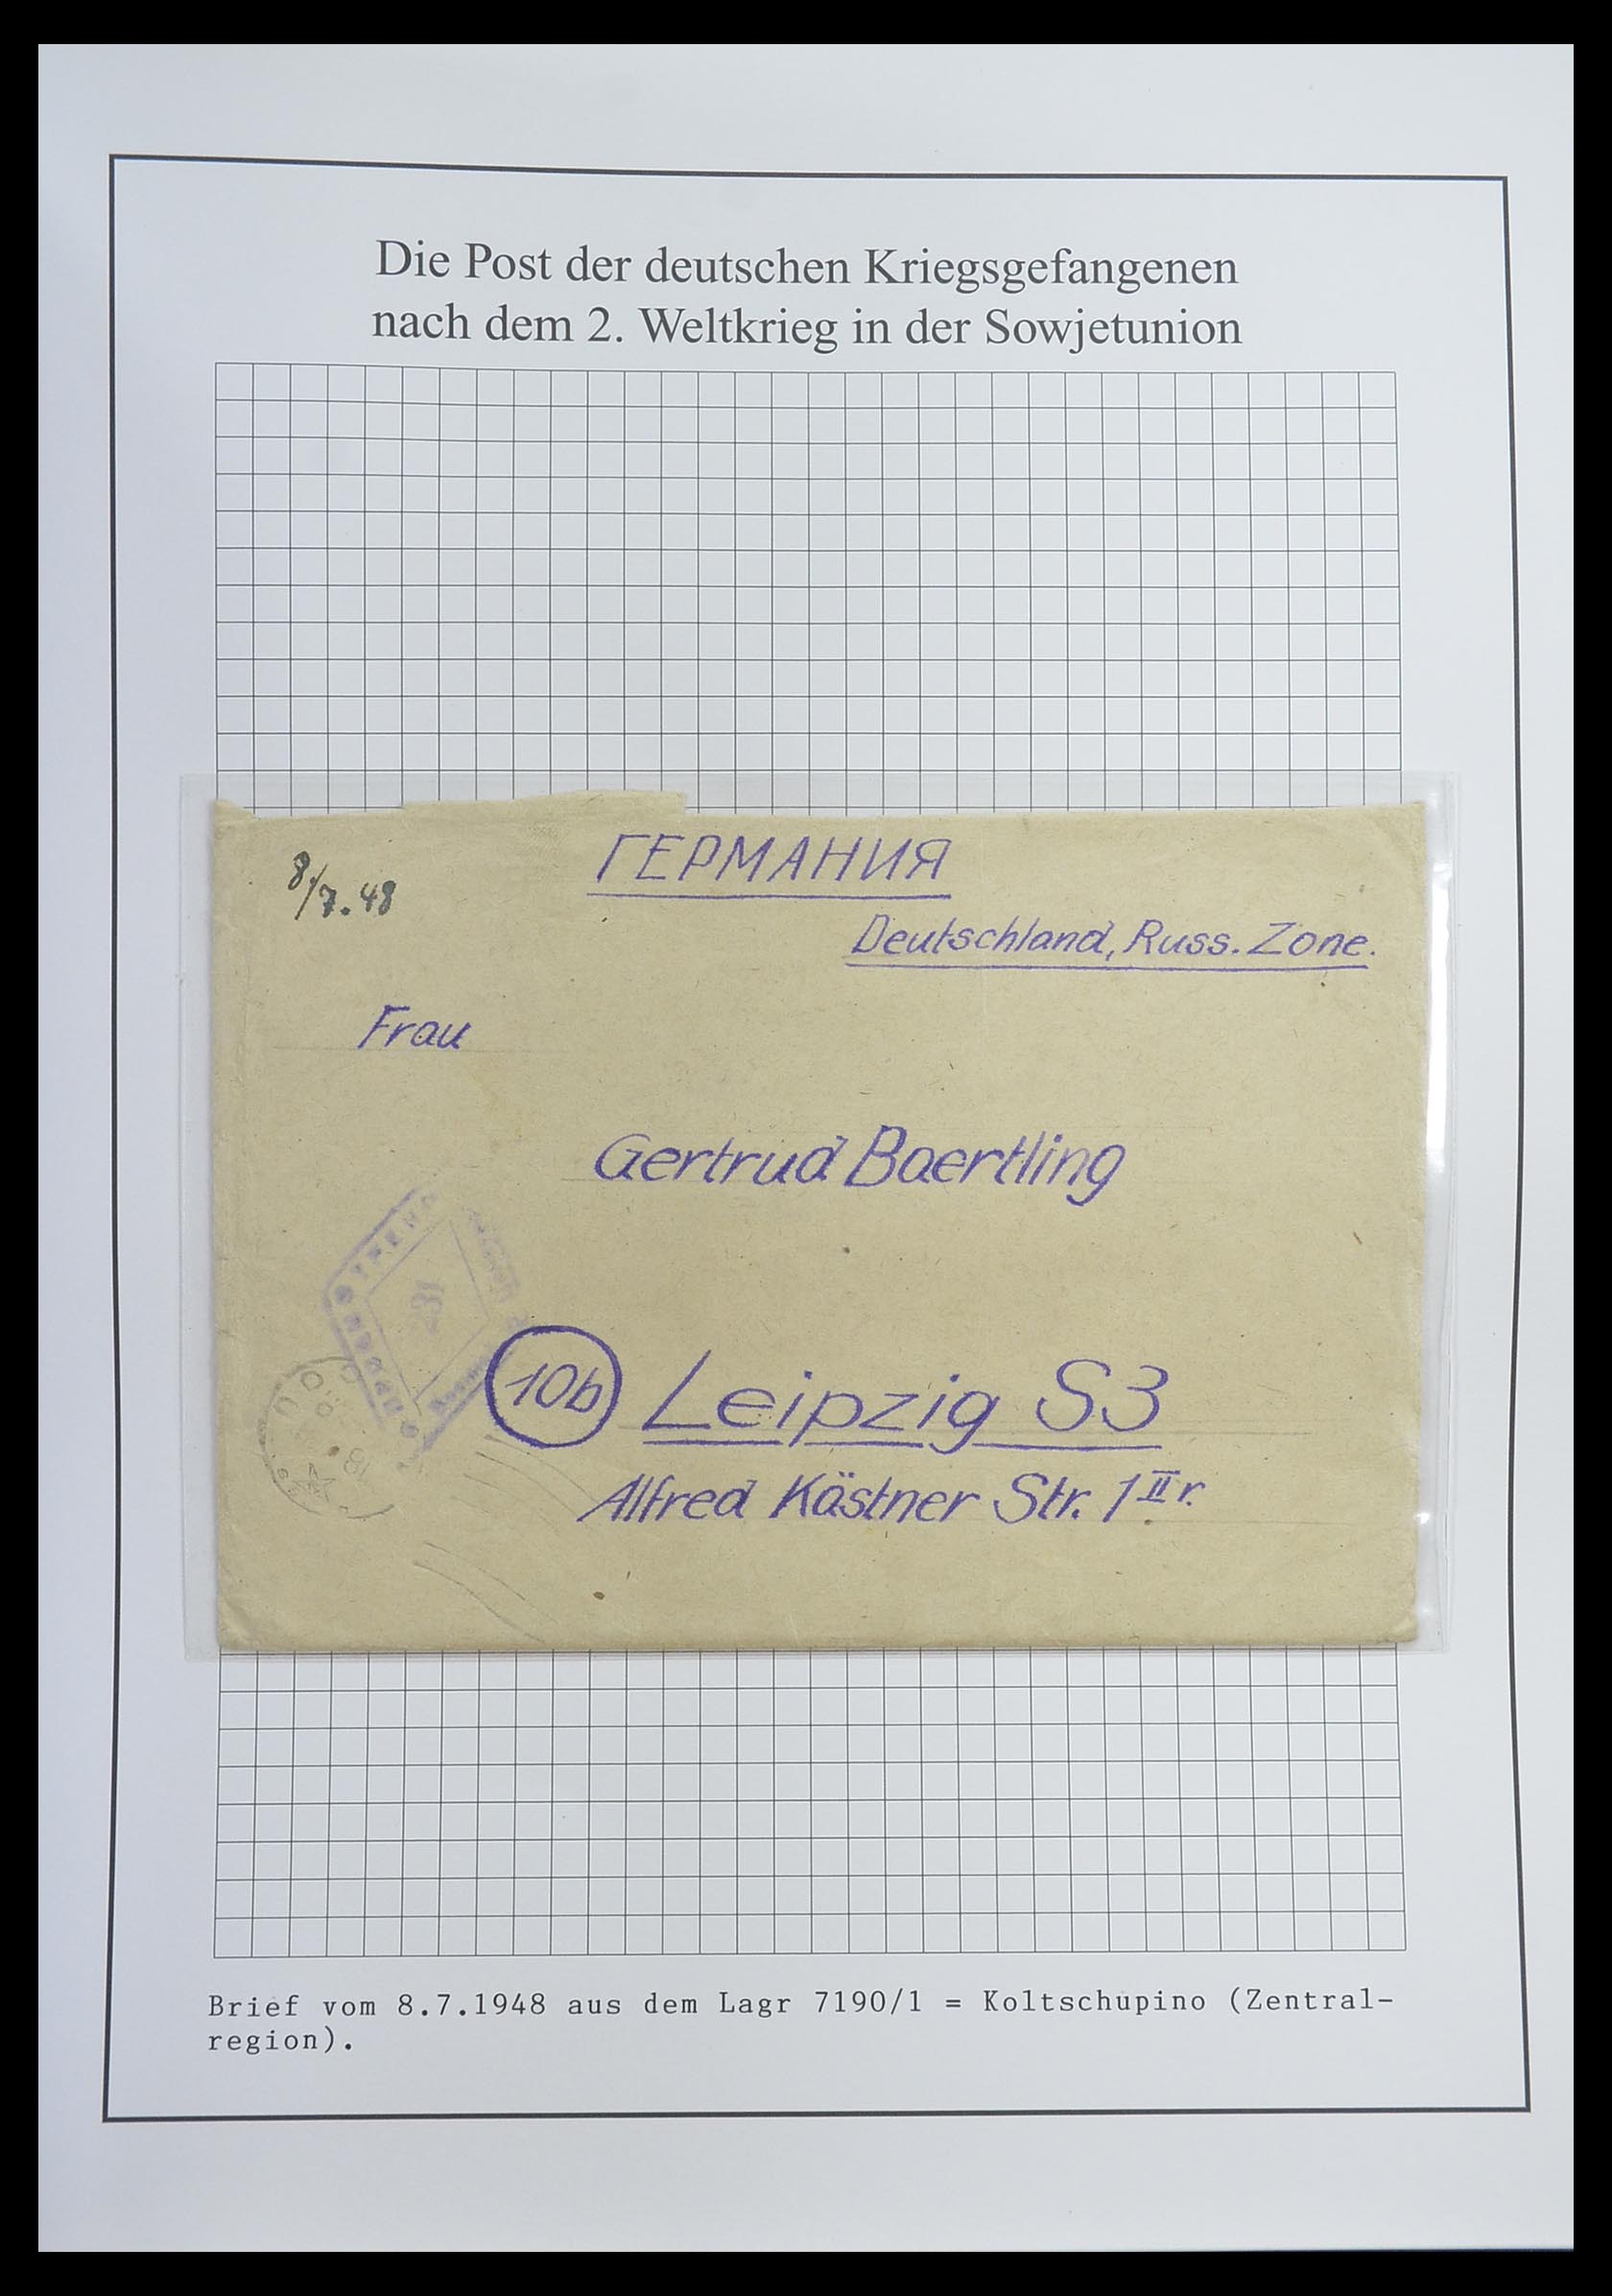 Die Post der deutschen Kriegsgefangenen
nach dem 2. Weltkrieg in der Sowjetunion
8/7.48
ГЕРМАНИЯ
Deutschland, Russ. Zone.
Frau
Gertrud Baertling
10b Leipzig S3
Alfred Kästner Str. 1 II r.
Brief vom 8.7.1948 aus dem Lagr 7190/1 = Koltschupino (Zentral-
region).